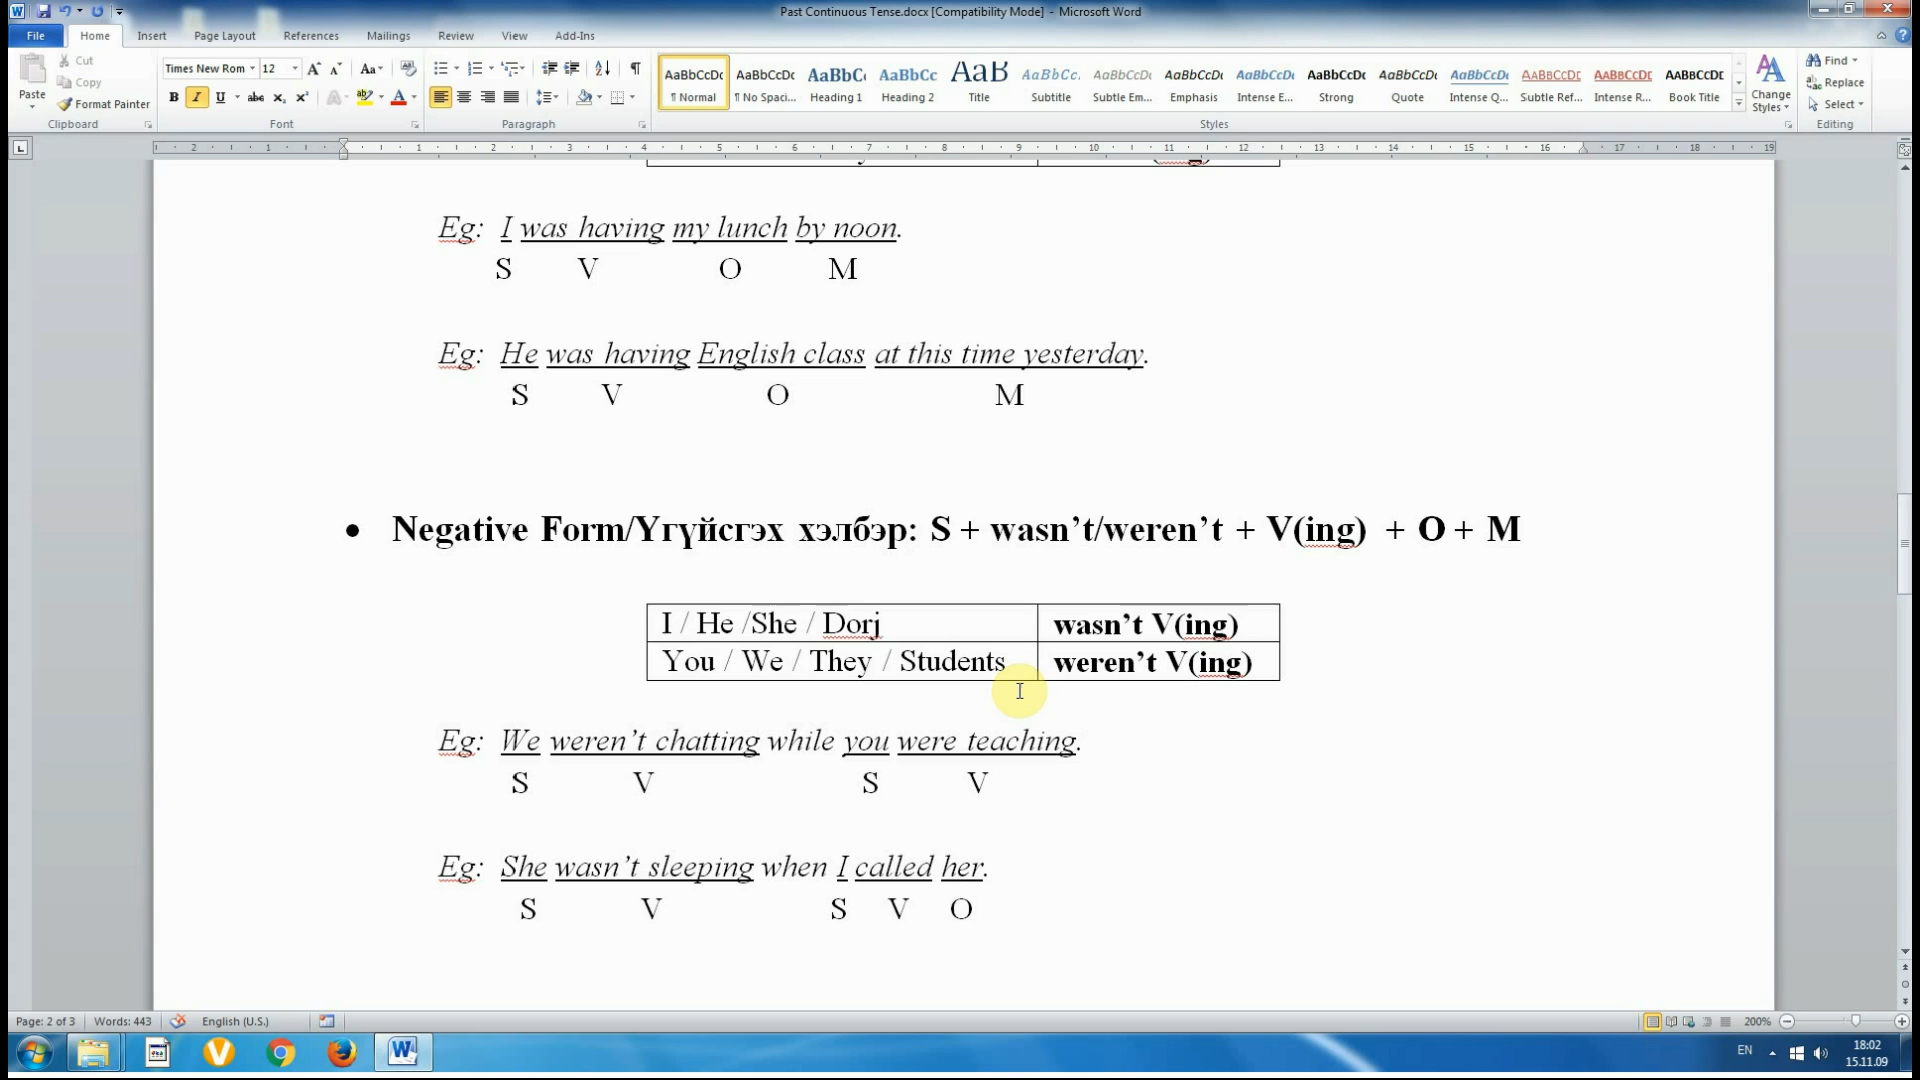 Past Continuous Tense.docx [Compatibility Mode] - Microsoft Word
File Home Insert Page Layout References Mailings Review View Add-Ins
Paste
Cut
Copy
Format Painter
Clipboard
Times New Rom 12
Font
Paragraph
AaBbCcDc AaBbCcDc AaBbC AaBbCc AaB AaBbCc. AaBbCcDc AaBbCcDc AaBbCcDc AaBbCcDc AaBbCcDc AaBbCcDc AABBCCDE AABBCCDE AABBCCDE
¶ Normal ¶ No Spaci... Heading 1 Heading 2 Title Subtitle Subtle Em... Emphasis Intense E... Strong Quote Intense Q... Subtle Ref... Intense R... Book Title
Styles
Change Styles
Find
Replace
Select
Editing
Eg: I was having my lunch by noon.
S V O M
Eg: He was having English class at this time yesterday.
S V O M
• Negative Form/Үгүйсгэх хэлбэр: S + wasn't/weren't + V(ing) + O + M
I / He /She / Dorj wasn't V(ing)
You / We / They / Students weren't V(ing)
Eg: We weren't chatting while you were teaching.
S V S V
Eg: She wasn't sleeping when I called her.
S V S V O
Page: 2 of 3 Words: 443 English (U.S.) 200%
EN 18:02
15.11.09